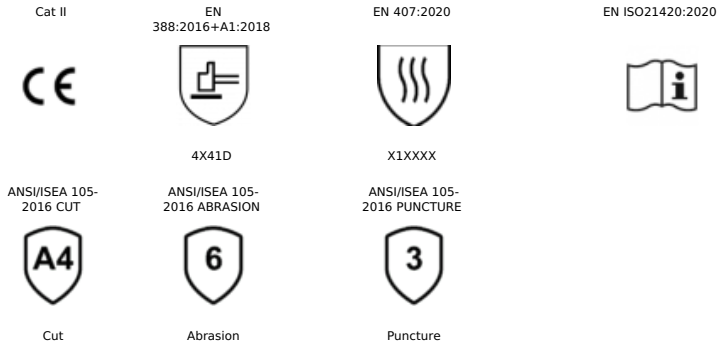 Cat II
EN
388:2016+A1:2018
EN 407:2020
EN ISO21420:2020
CE
i
4X41D
X1XXXX
ANSI/ISEA 105-
2016 CUT
ANSI/ISEA 105-
2016 ABRASION
ANSI/ISEA 105-
2016 PUNCTURE
A4
6
3
Cut
Abrasion
Puncture